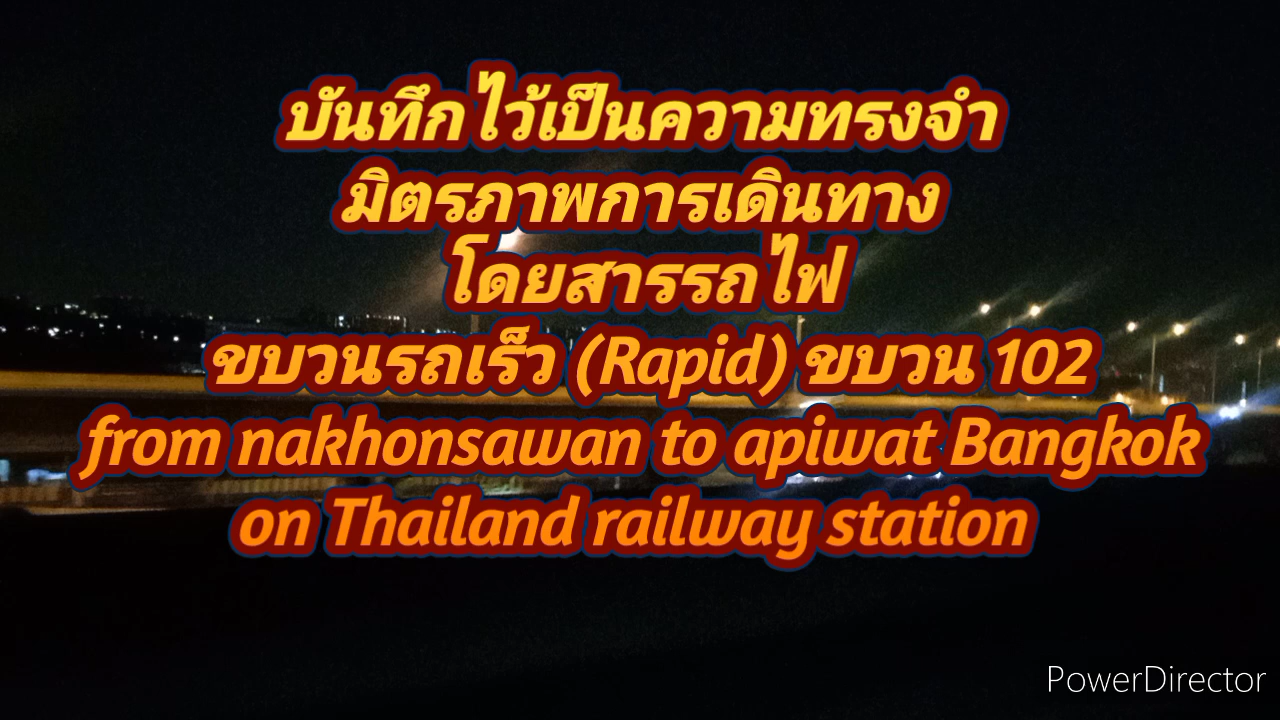 บันทึกไว้เป็นความทรงจำ
มิตรภาพการเดินทาง
โดยสารรถไฟ
ขบวนรถเร็ว (Rapid) ขบวน 102
from nakhonsawan to apiwat Bangkok
on Thailand railway station
PowerDirector